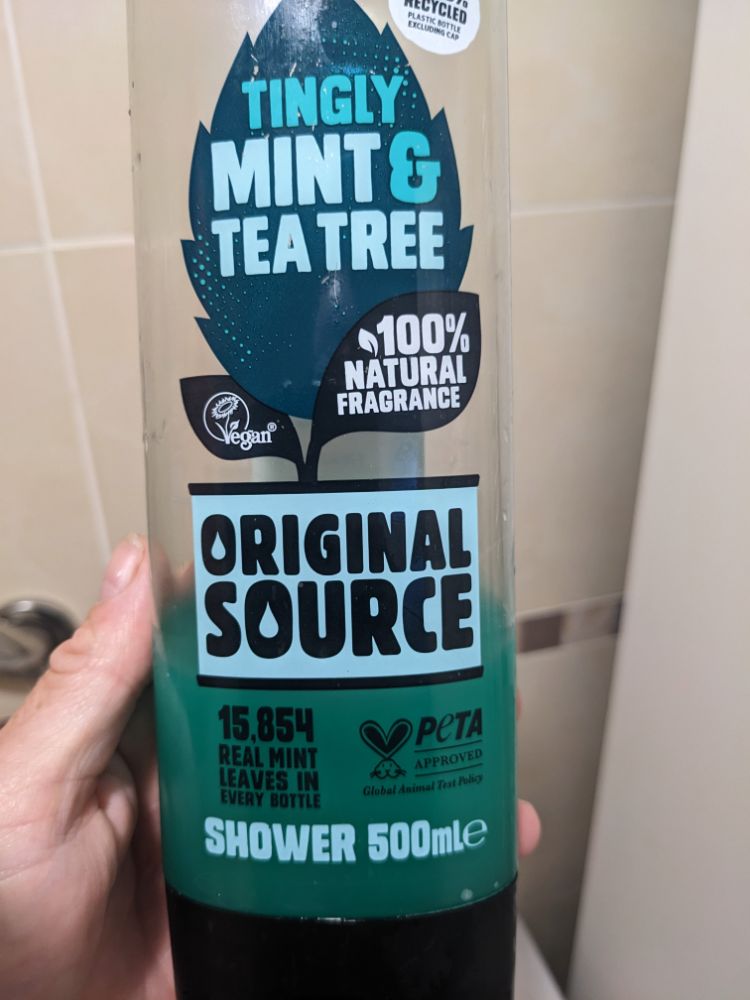 RECYCLED
PLASTIC BOTTLE
EXCLUDING CAP
TINGLY
MINT &
TEA TREE
100%
NATURAL
FRAGRANCE
Vegan®
ORIGINAL
SOURCE
15,854
REAL MINT
LEAVES IN
EVERY BOTTLE
PETA
APPROVED
Global Animal Test Policy
SHOWER 500mLe